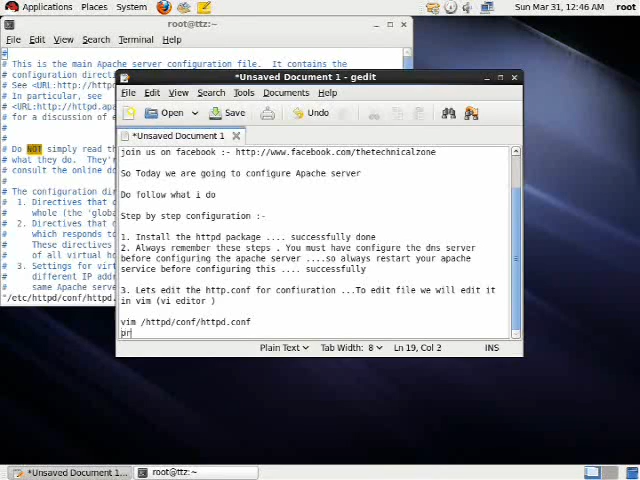 Applications Places System
Sun Mar 31, 12:46 AM root
root@ttz:~
File Edit View Search Terminal Help
#
# This is the main Apache server configuration file. It contains the
# configuration directi
# See <URL:http://httpd
# In particular, see
# <URL:http://httpd.apa
# for a discussion of e
#
#
# Do NOT simply read th
# what they do. They'r
# consult the online do
#
# The configuration dir
# 1. Directives that c
# whole (the 'globa
# 2. Directives that d
# which responds to
# These directives
# of all virtual ho
# 3. Settings for virt
# different IP addr
# same Apache serve
"/etc/httpd/conf/httpd.
*Unsaved Document 1 - gedit
File Edit View Search Tools Documents Help
Open Save Undo
*Unsaved Document 1
join us on facebook :- http://www.facebook.com/thetechnicalzone
So Today we are going to configure Apache server
Do follow what i do
Step by step configuration :-
1. Install the httpd package .... successfully done
2. Always remember these steps . You must have configure the dns server
before configuring the apache server ....so always restart your apache
service before configuring this .... successfully
3. Lets edit the http.conf for confiuration ...To edit file we will edit it
in vim (vi editor )
vim /httpd/conf/httpd.conf
pr
Plain Text Tab Width: 8 Ln 19, Col 2 INS
*Unsaved Document 1...
root@ttz:~